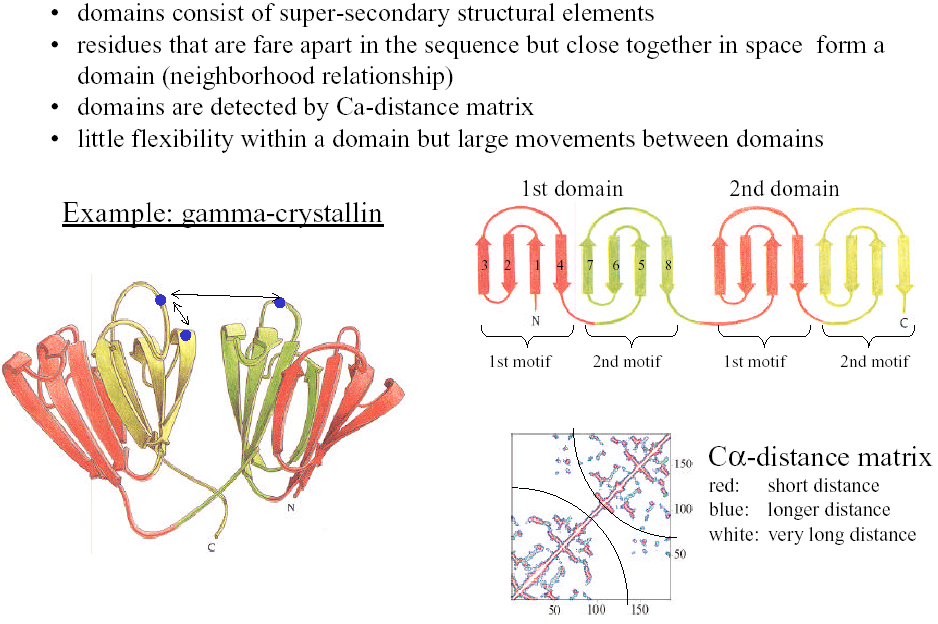 • domains consist of super-secondary structural elements
• residues that are fare apart in the sequence but close together in space form a
domain (neighborhood relationship)
• domains are detected by Ca-distance matrix
• little flexibility within a domain but large movements between domains
Example: gamma-crystallin
1st domain 2nd domain
3 2 1 4 7 6 5 8
N C
1st motif 2nd motif 1st motif 2nd motif
N
C
Cα-distance matrix
red: short distance
blue: longer distance
white: very long distance
150
100
50
50 100 150